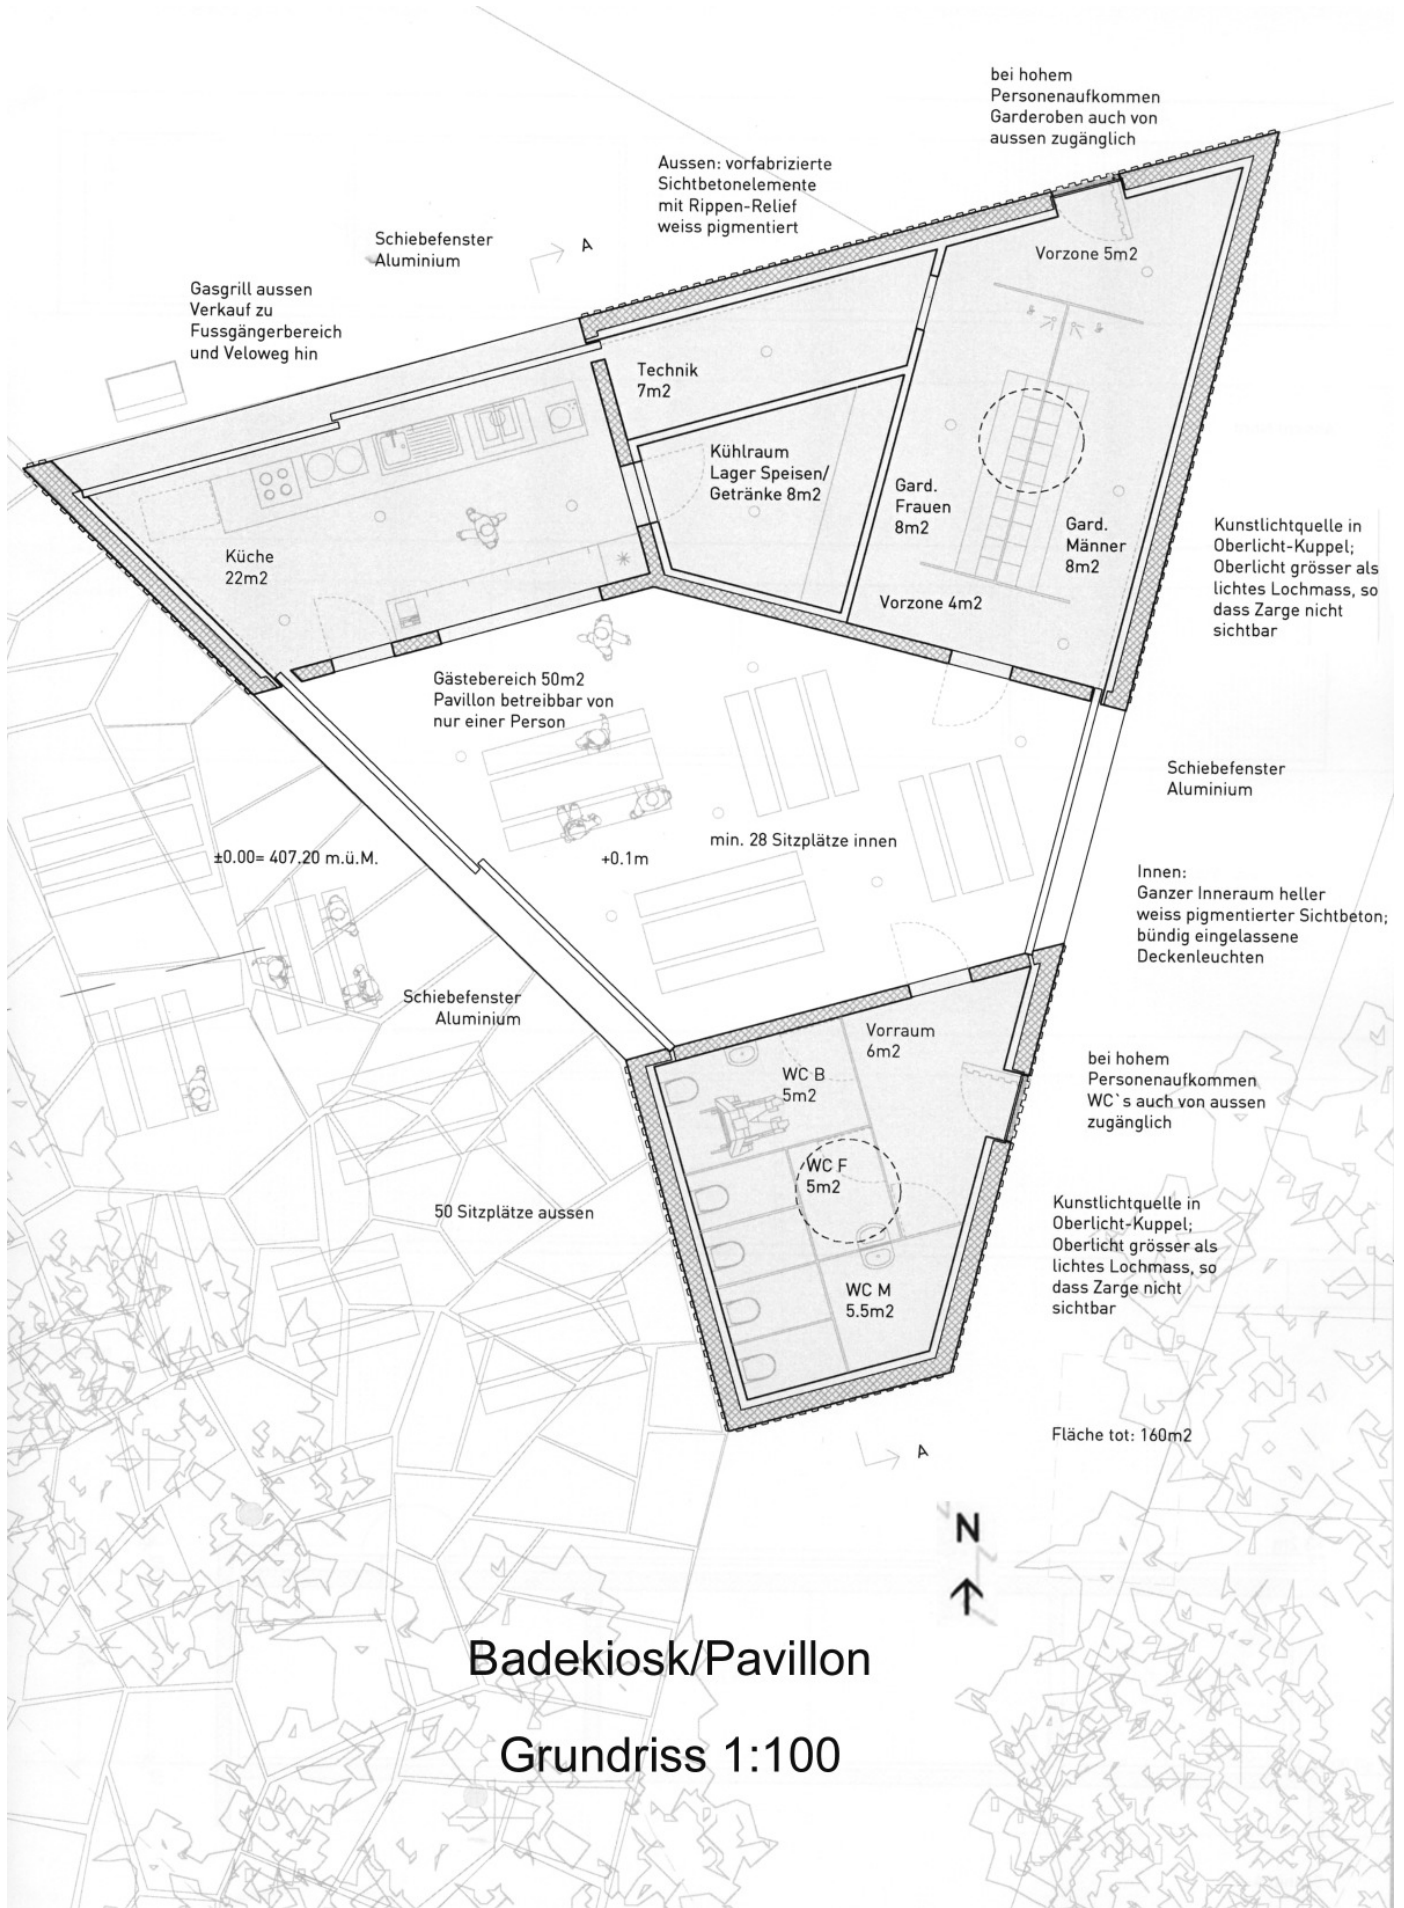 bei hohem
Personenaufkommen
Garderoben auch von
aussen zugänglich
Aussen: vorfabrizierte
Sichtbetonelemente
mit Rippen-Relief
weiss pigmentiert
Schiebefenster
Aluminium
A
Gasgrill aussen
Verkauf zu
Fussgängerbereich
und Veloweg hin
Vorzone 5m2
Technik
7m2
Kühlraum
Lager Speisen/
Getränke 8m2
Gard.
Frauen
8m2
Gard.
Männer
8m2
Kunstlichtquelle in
Oberlicht-Kuppel;
Oberlicht grösser als
lichtes Lochmass, so
dass Zarge nicht
sichtbar
Küche
22m2
Vorzone 4m2
Gästebereich 50m2
Pavillon betreibbar von
nur einer Person
Schiebefenster
Aluminium
±0.00= 407.20 m.ü.M.
+0.1m
min. 28 Sitzplätze innen
Innen:
Ganzer Inneraum heller
weiss pigmentierter Sichtbeton;
bündig eingelassene
Deckenleuchten
Schiebefenster
Aluminium
Vorraum
6m2
WC B
5m2
bei hohem
Personenaufkommen
WC`s auch von aussen
zugänglich
WC F
5m2
50 Sitzplätze aussen
Kunstlichtquelle in
Oberlicht-Kuppel;
Oberlicht grösser als
lichtes Lochmass, so
dass Zarge nicht
sichtbar
WC M
5.5m2
Fläche tot: 160m2
A
N
Badekiosk/Pavillon
Grundriss 1:100